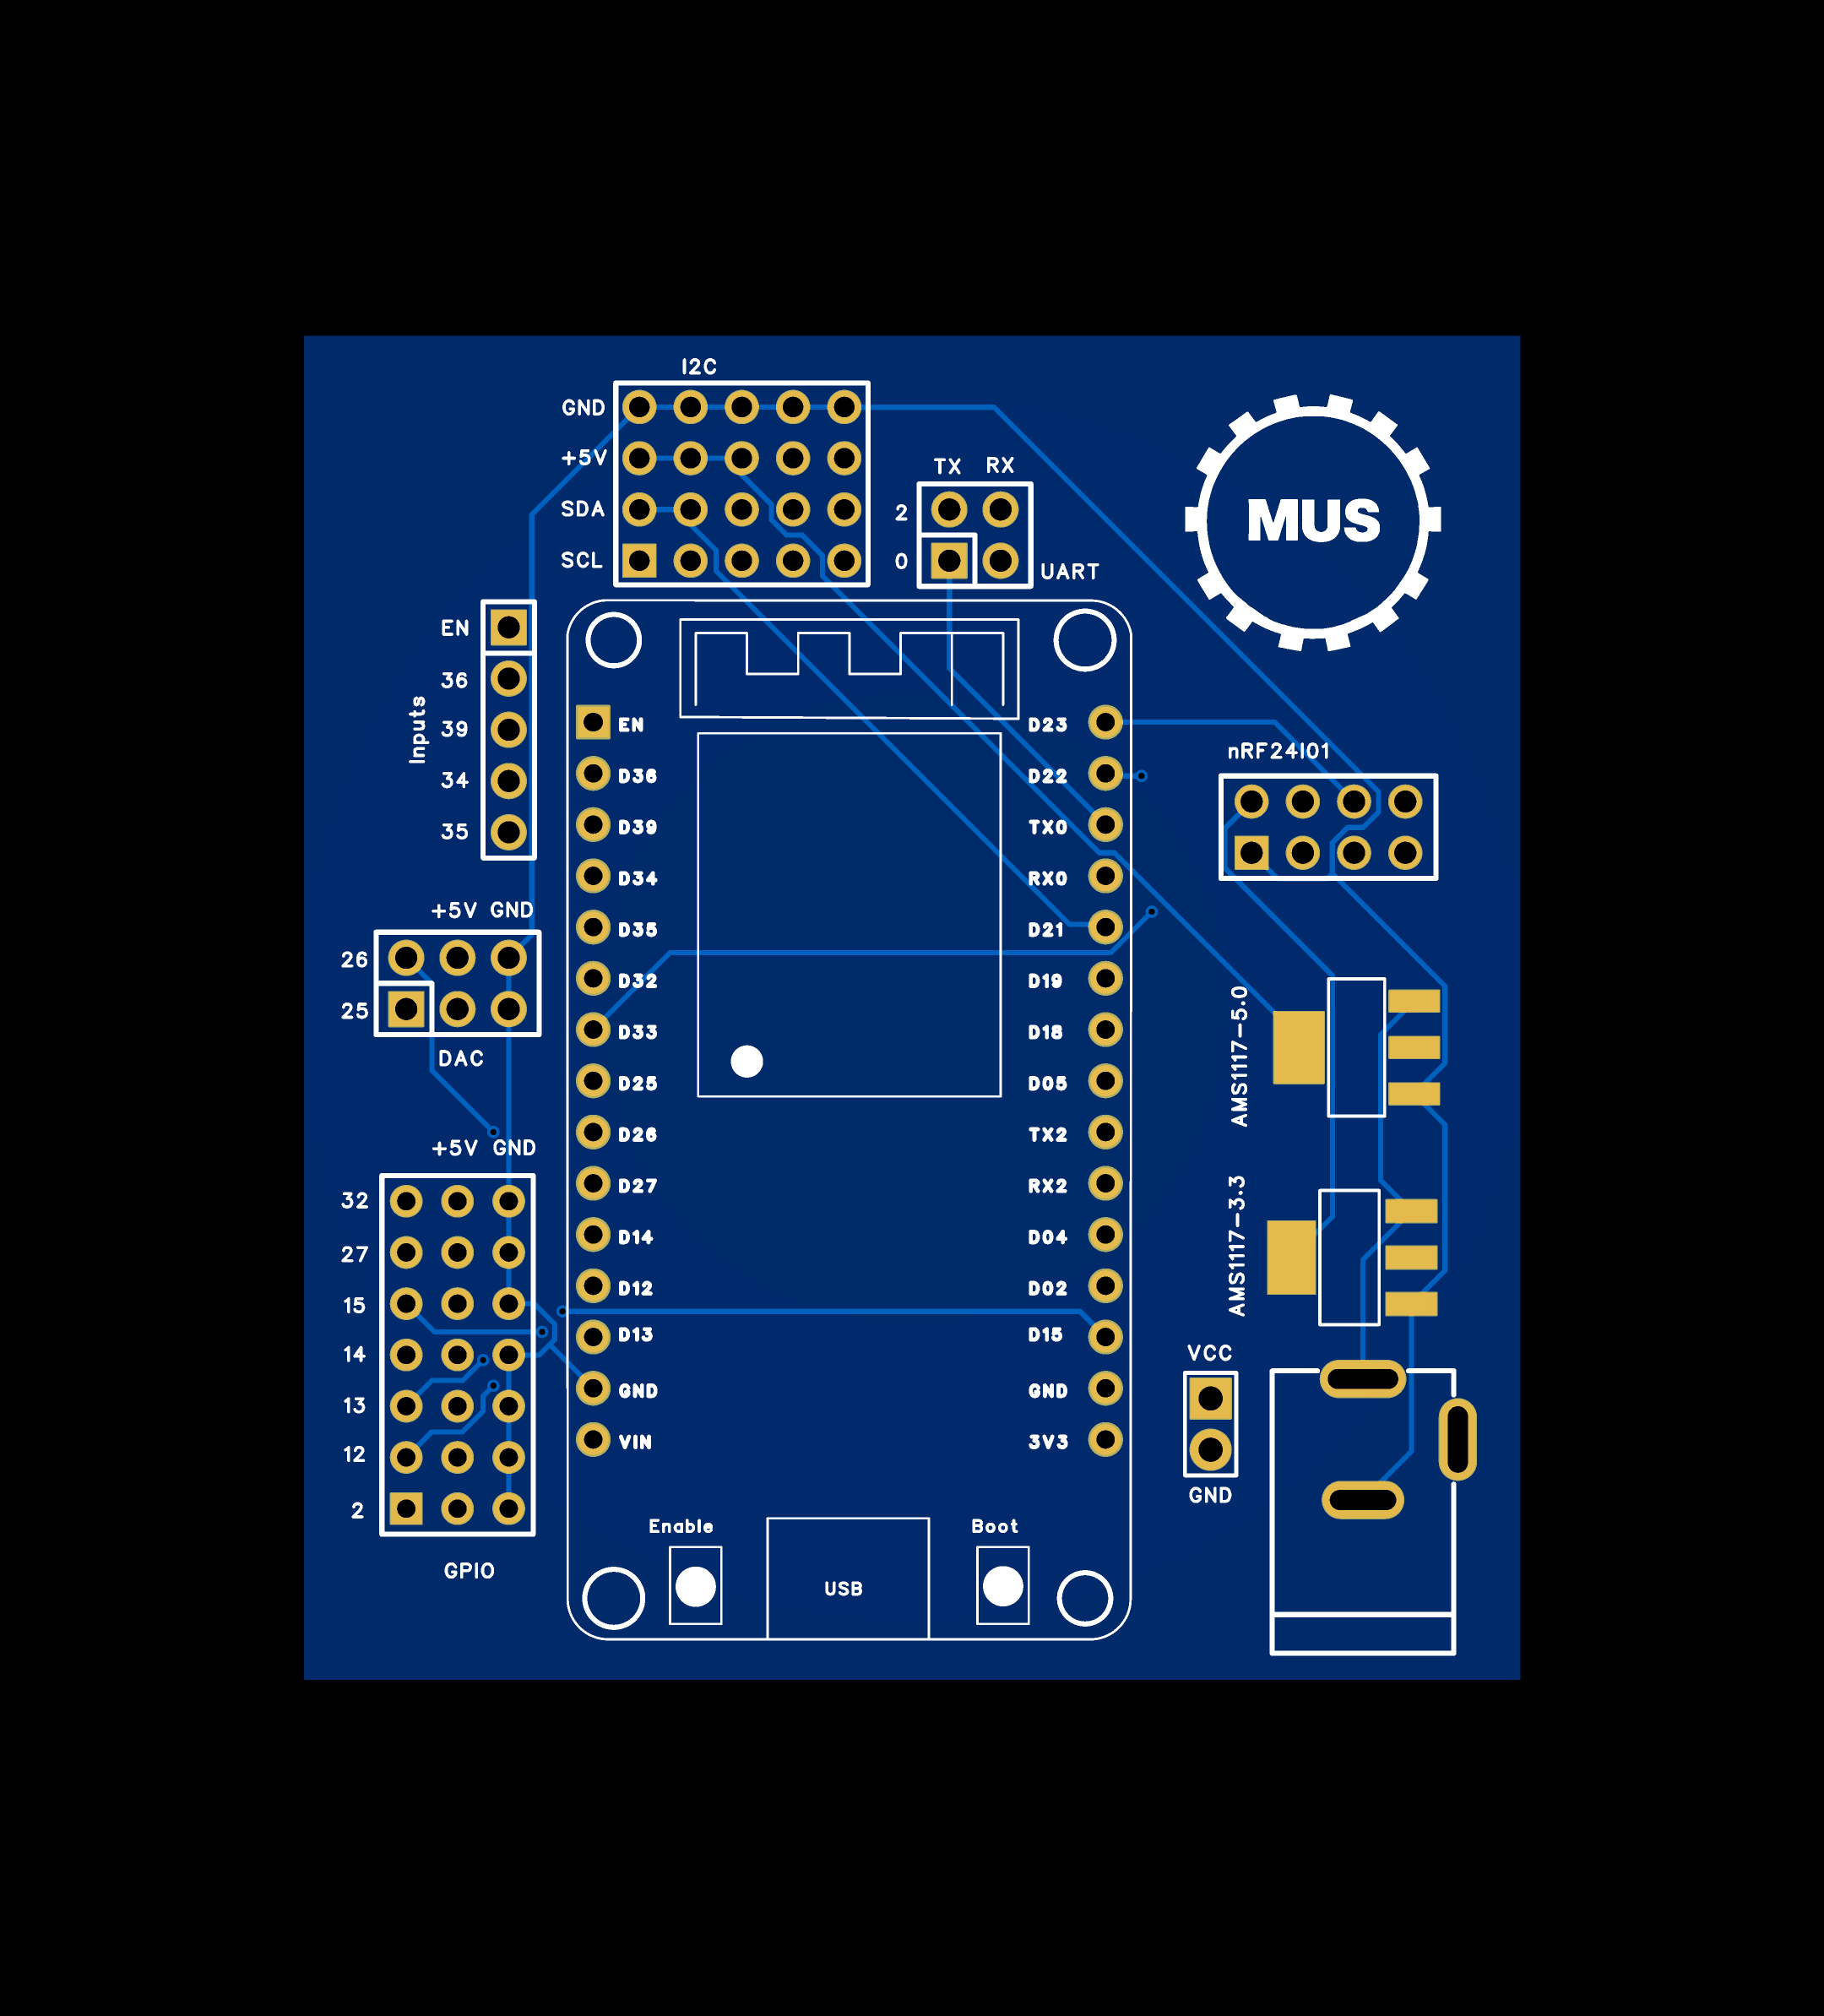 I2C
GND
+5V
SDA
SCL
TX RX
2
0
UART
MUS
EN
36
39
34
35
Inputs
+5V GND
26
25
DAC
+5V GND
32
27
15
14
13
12
2
GPIO
EN
D36
D39
D34
D35
D32
D33
D25
D26
D27
D14
D12
D13
GND
VIN
D23
D22
TX0
RX0
D21
D19
D18
D05
TX2
RX2
D04
D02
D15
GND
3V3
Enable
USB
Boot
nRF24l01
AMS1117-5.0
AMS1117-3.3
VCC
GND